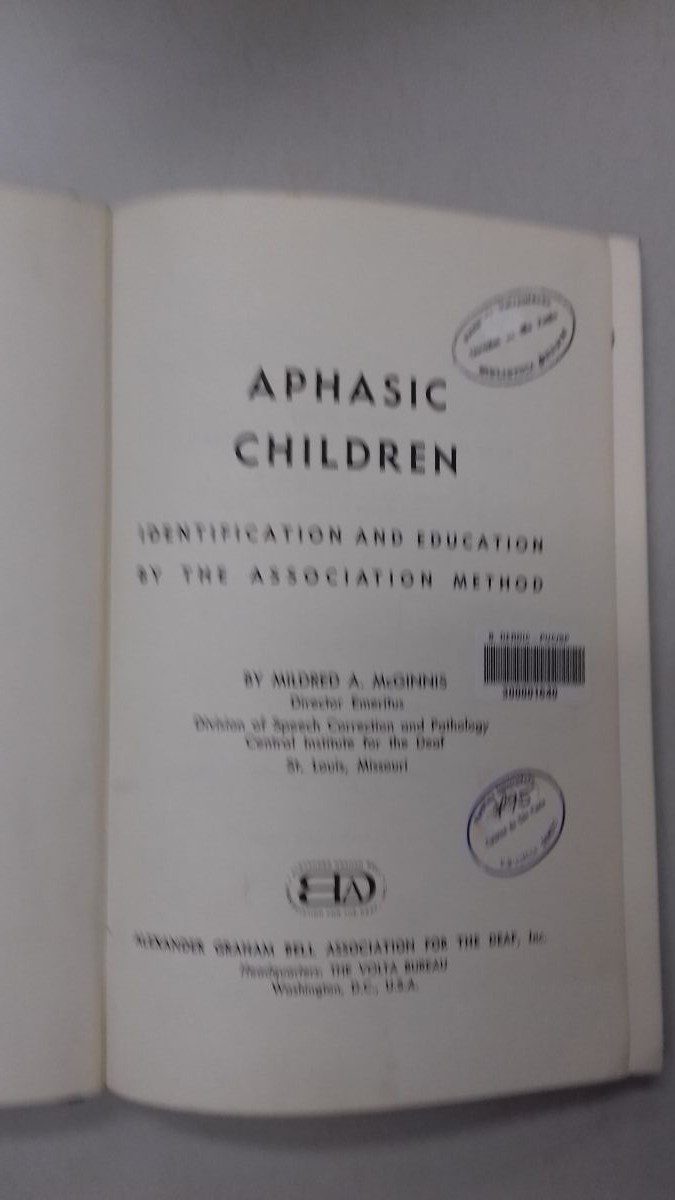 APHASIC
CHILDREN
IDENTIFICATION AND EDUCATION
BY THE ASSOCIATION METHOD
BY MILDRED A. McGINNIS
Director Emeritus
Division of Speech Correction and Pathology
Central Institute for the Deaf
St. Louis, Missouri
300001640
ALEXANDER GRAHAM BELL ASSOCIATION FOR THE DEAF, Inc.
Headquarters: THE VOLTA BUREAU
Washington, D.C., U.S.A.